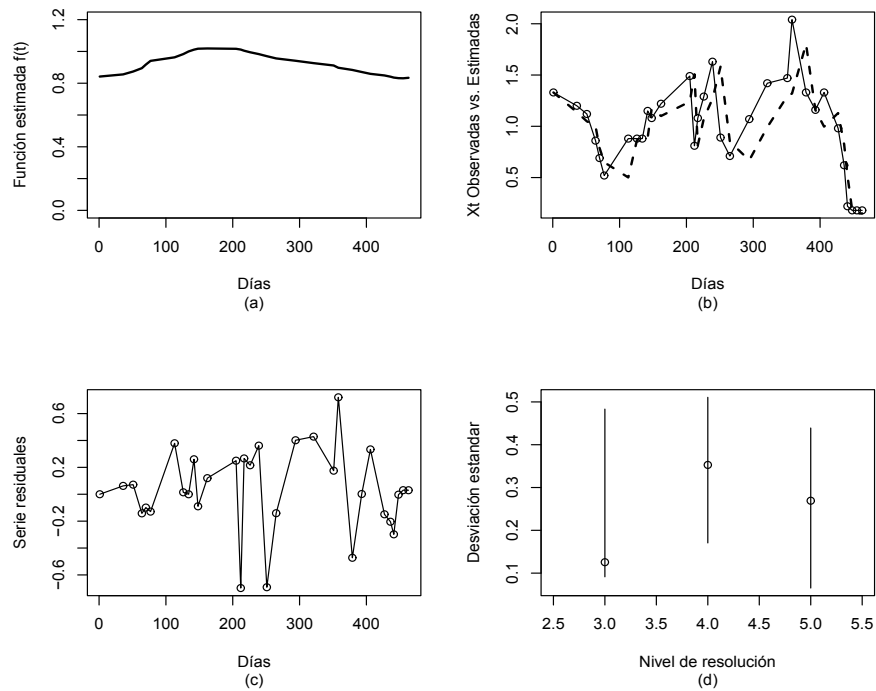 Función estimada f(t)
0.0 0.4 0.8 1.2
0 100 200 300 400
Días
(a)
Xt Observadas vs. Estimadas
0.5 1.0 1.5 2.0
0 100 200 300 400
Días
(b)
Serie residuales
−0.6 −0.2 0.2 0.6
0 100 200 300 400
Días
(c)
Desviación estandar
0.1 0.2 0.3 0.4 0.5
2.5 3.0 3.5 4.0 4.5 5.0 5.5
Nivel de resolución
(d)